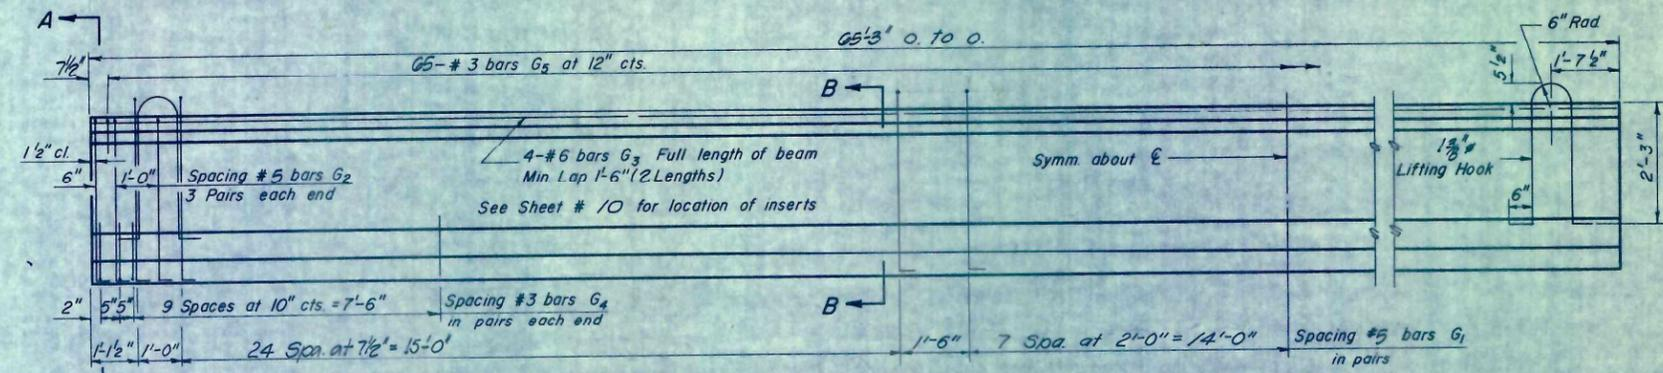 A
65'-3" O. to O.
6" Rad.
7½"
65-# 3 bars G5 at 12" cts.
5½"
1'-7½"
B
1½" cl.
4-#6 bars G3 Full length of beam
Min Lap 1'-6" (2 Lengths)
Symm. about ℄
1⅜"ø
Lifting Hook
2'-3"
6"
1'-0"
Spacing #5 bars G2
3 Pairs each end
See Sheet # 10 for location of inserts
6"
2"
5"
5"
9 Spaces at 10" cts. = 7'-6"
Spacing #3 bars G4
in pairs each end
B
1'-1½"
1'-0"
24 Spa. at 7½" = 15'-0"
1'-6"
7 Spa. at 2'-0" = 14'-0"
Spacing #5 bars G1
in pairs